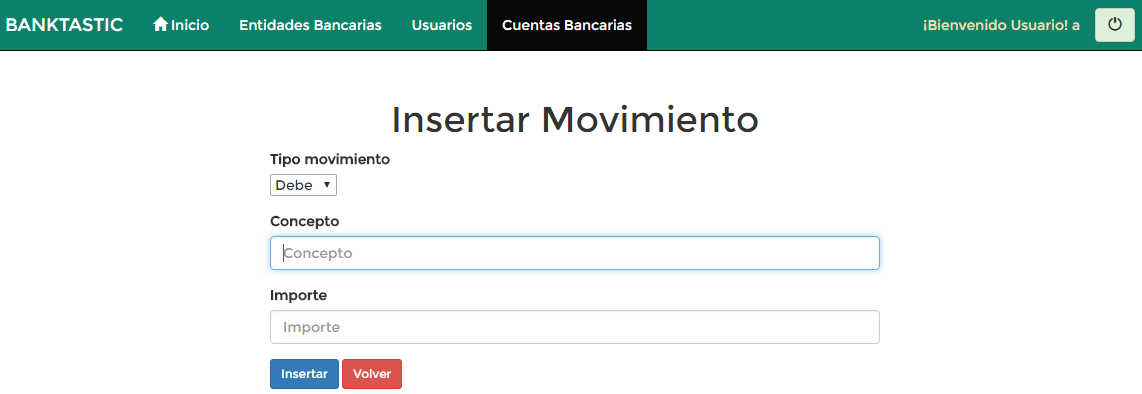 BANKTASTIC Inicio Entidades Bancarias Usuarios Cuentas Bancarias ¡Bienvenido Usuario! a
Insertar Movimiento
Tipo movimiento
Debe
Concepto
Concepto
Importe
Importe
Insertar Volver